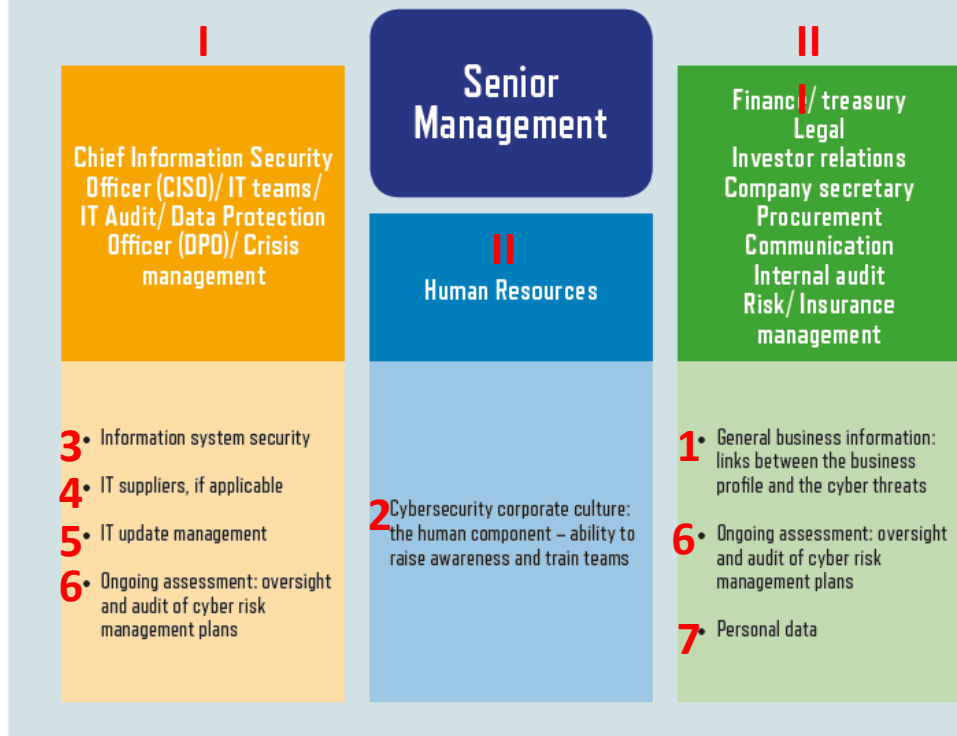 I
Senior
Management
II
I
Finance/ treasury
Legal
Investor relations
Company secretary
Procurement
Communication
Internal audit
Risk/ Insurance
management
Chief Information Security
Officer (CISO)/ IT teams/
IT Audit/ Data Protection
Officer (DPO)/ Crisis
management
II
Human Resources
3 • Information system security
4 • IT suppliers, if applicable
5 • IT update management
6 • Ongoing assessment: oversight
and audit of cyber risk
management plans
2 Cybersecurity corporate culture:
the human component – ability to
raise awareness and train teams
1 • General business information:
links between the business
profile and the cyber threats
6 • Ongoing assessment: oversight
and audit of cyber risk
management plans
7 • Personal data